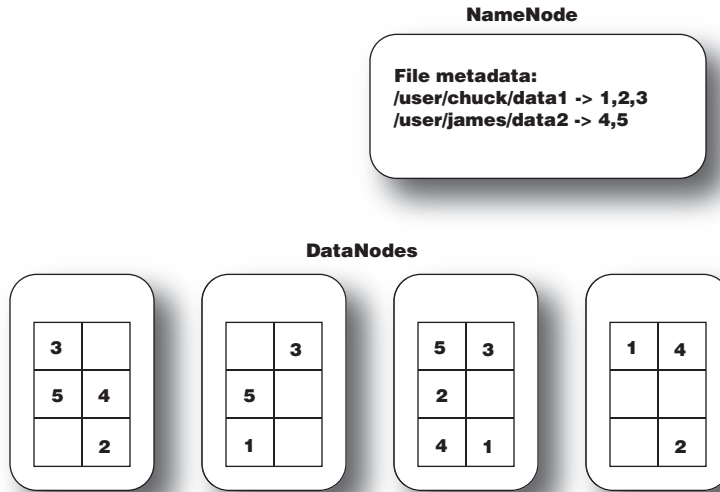 NameNode
File metadata:
/user/chuck/data1 -> 1,2,3
/user/james/data2 -> 4,5
DataNodes
3
5 4
2
3
5
1
5 3
2
4 1
1 4
2